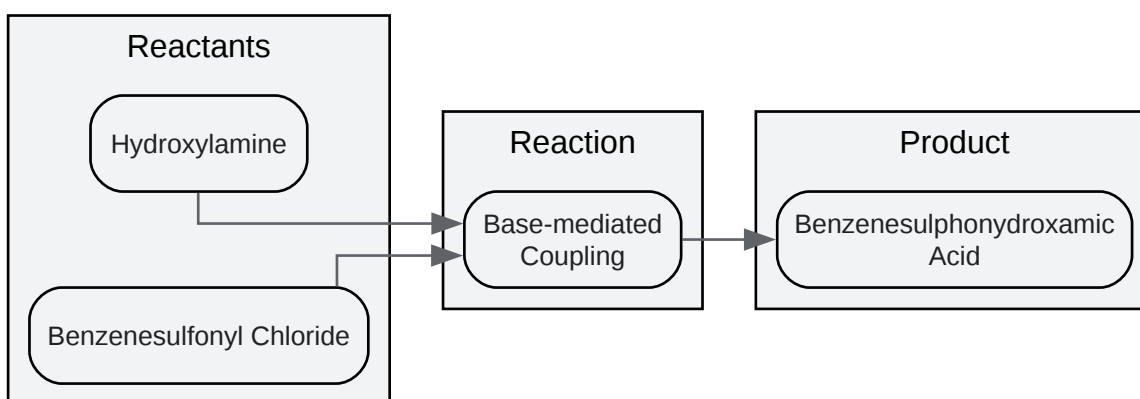 Reactants
Hydroxylamine
Benzenesulfonyl Chloride
Reaction
Base-mediated
Coupling
Product
Benzenesulphonydroxamic
Acid